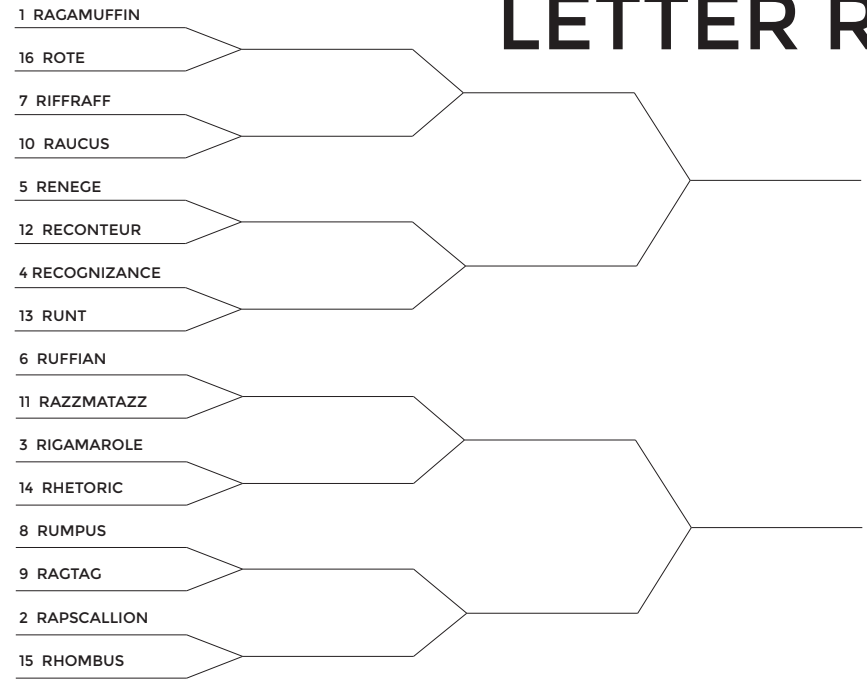 LETTER R
1 RAGAMUFFIN
16 ROTE
7 RIFFRAFF
10 RAUCUS
5 RENEGE
12 RECONTEUR
4 RECOGNIZANCE
13 RUNT
6 RUFFIAN
11 RAZZMATAZZ
3 RIGAMAROLE
14 RHETORIC
8 RUMPUS
9 RAGTAG
2 RAPSCALLION
15 RHOMBUS